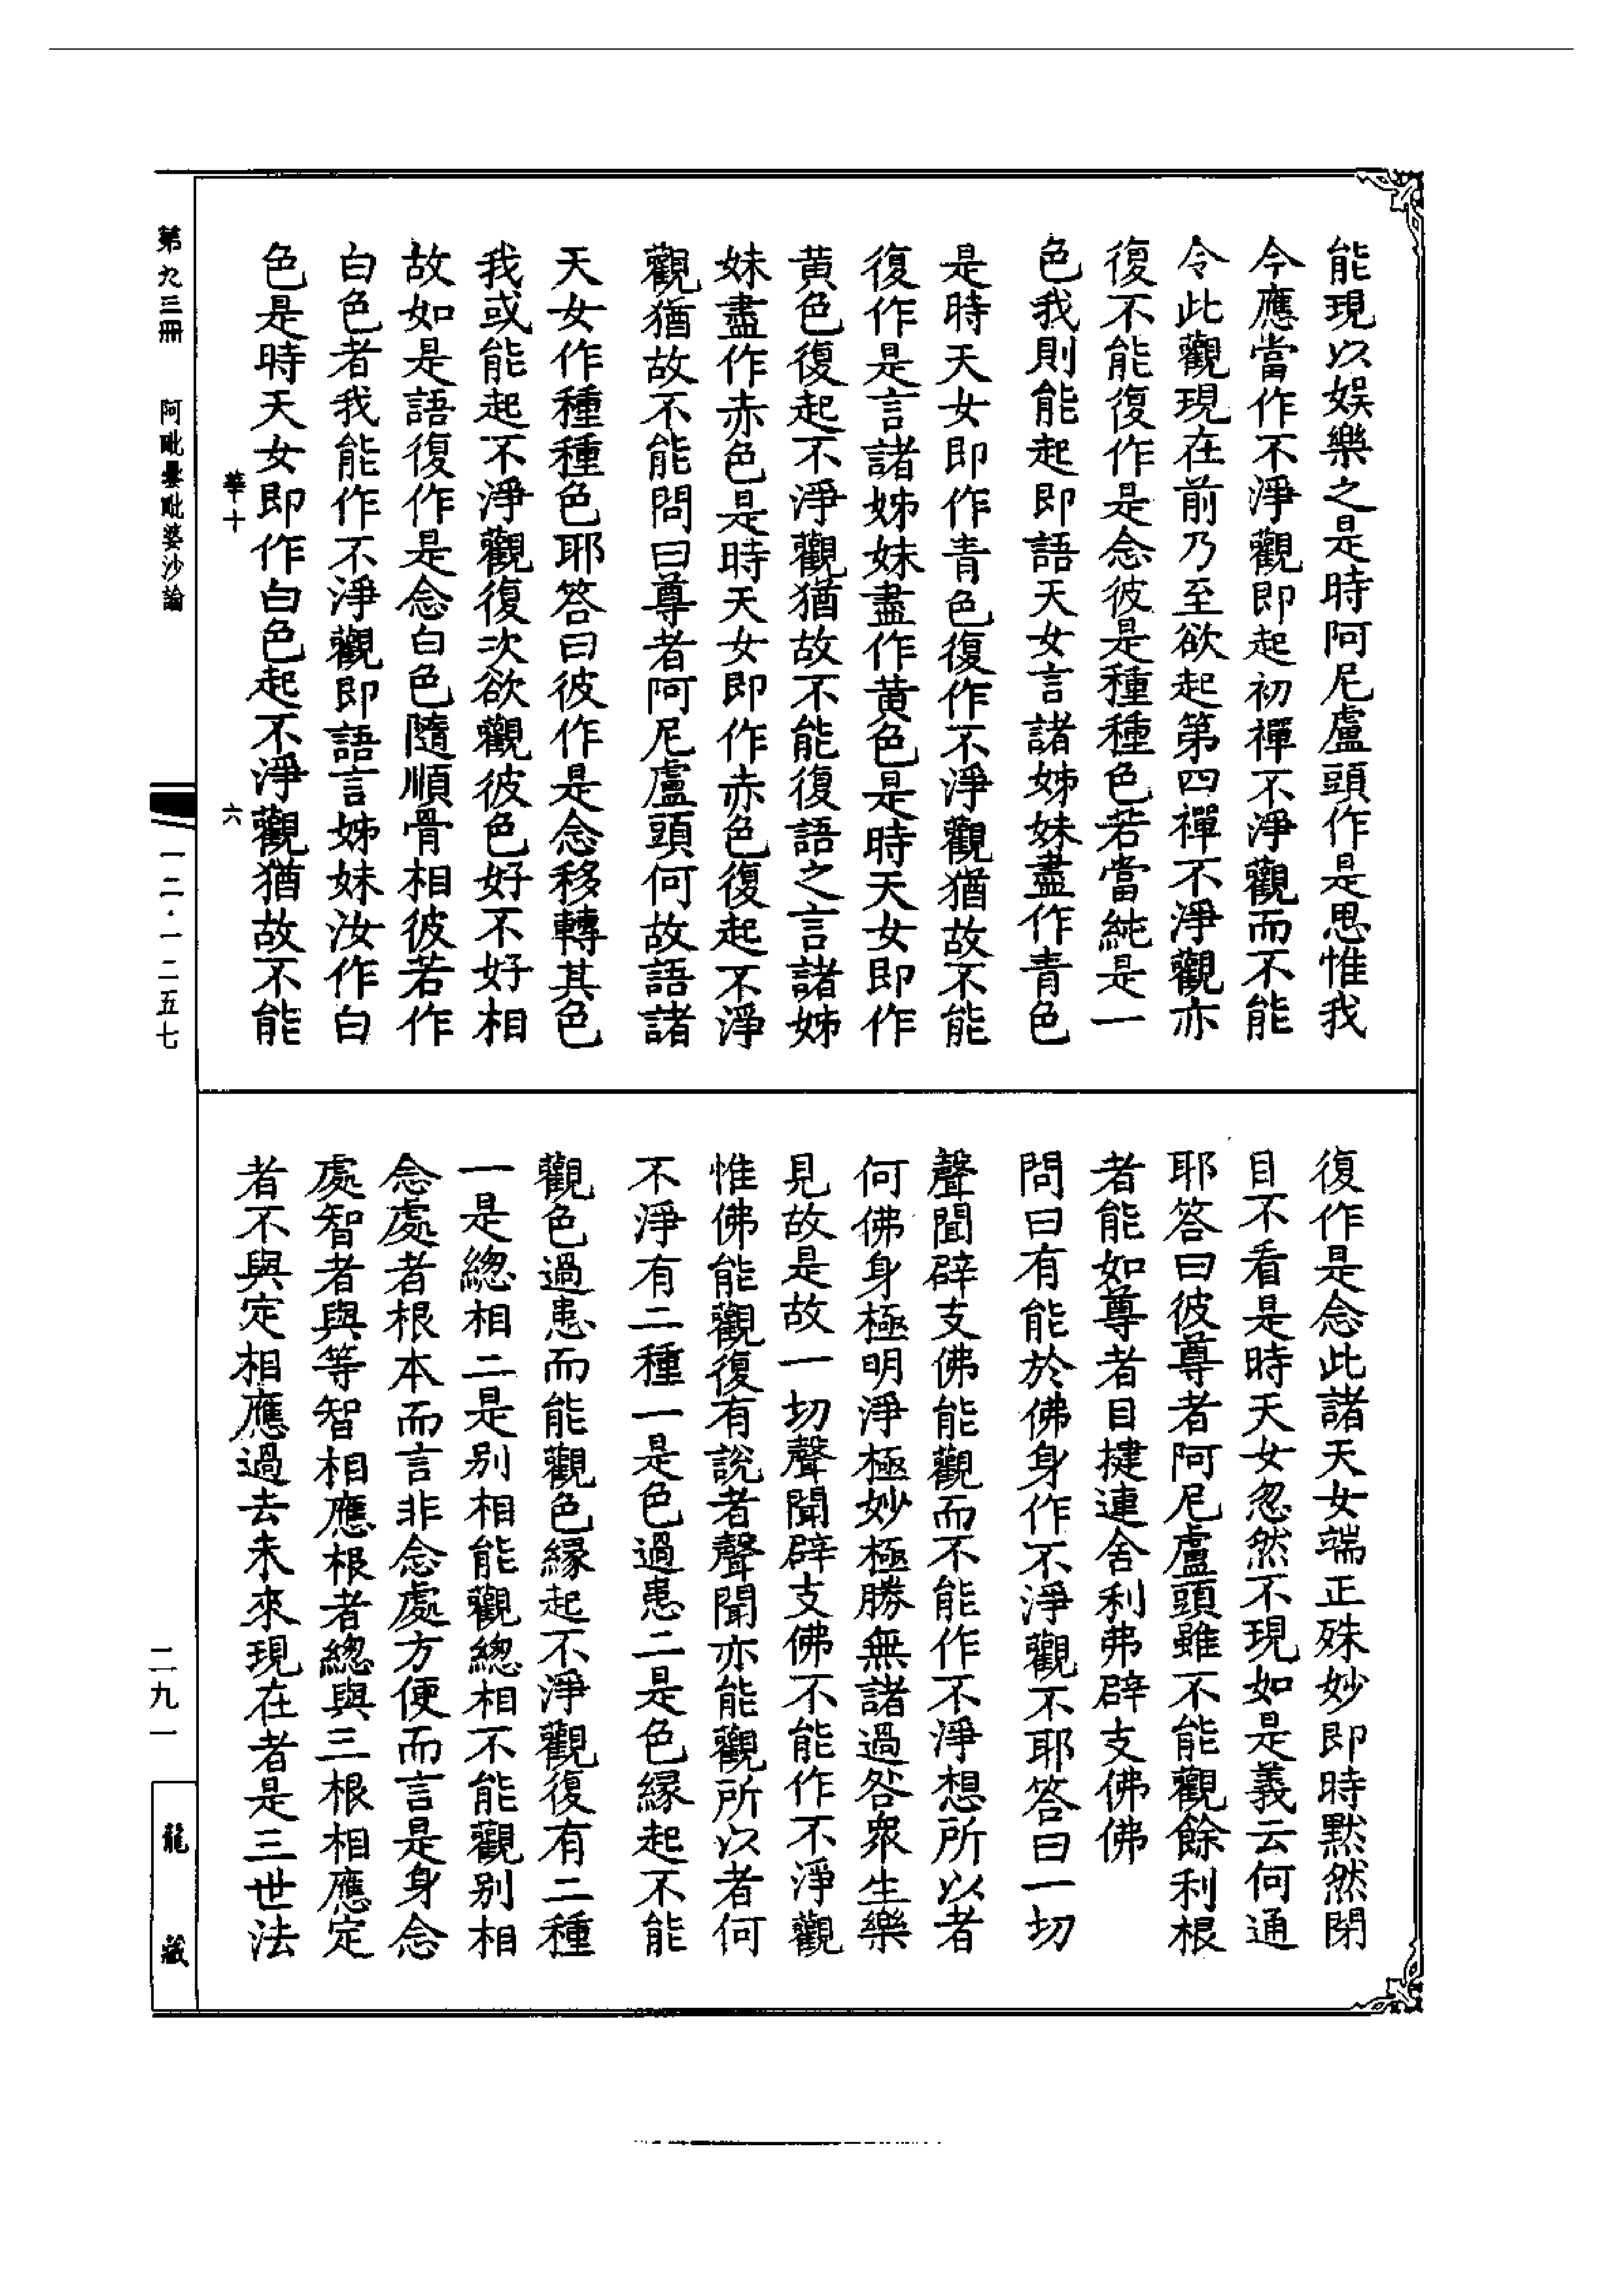 能現以娛樂之是時阿尼盧頭作是思惟我
今應當作不淨觀即起初禪不淨觀而不能
令此觀現在前乃至欲起第四禪不淨觀亦
復不能復作是念彼是種種色若當純是一
色我則能起即語天女言諸姊妹盡作青色
是時天女即作青色復作不淨觀猶故不能
復作是言諸姊妹盡作黃色是時天女即作
黃色復起不淨觀猶故不能復語之言諸姊
妹盡作赤色是時天女即作赤色復起不淨
觀猶故不能問曰尊者阿尼盧頭何故語諸
天女作種種色耶答曰彼作是念移轉其色
我或能起不淨觀復次欲觀彼色好不好相
故如是語復作是念白色隨順骨相彼若作
白色者我能作不淨觀即語言姊妹汝作白
色是時天女即作白色起不淨觀猶故不能
復作是念此諸天女端正殊妙即時默然閉
目不看是時天女忽然不現如是義云何通
耶答曰彼尊者阿尼盧頭雖不能觀餘利根
者能如尊者目揵連舍利弗辟支佛佛
問曰有能於佛身作不淨觀不耶答曰一切
聲聞辟支佛能觀而不能作不淨想所以者
何佛身極明淨極妙極勝無諸過咎眾生樂
見故是故一切聲聞辟支佛不能作不淨觀
惟佛能觀復有說者聲聞亦能觀所以者何
不淨有二種一是色過患二是色緣起不能
觀色過患而能觀色緣起不淨觀復有二種
一是總相二是別相能觀總相不能觀別相
念處者根本而言非念處方便而言是身念
處智者與等智相應根者總與三根相應定
者不與定相應過去未來現在者是三世法
華十
六
第九三冊
阿毗曇毗婆沙論
一二·一二五七
二九一
龍藏